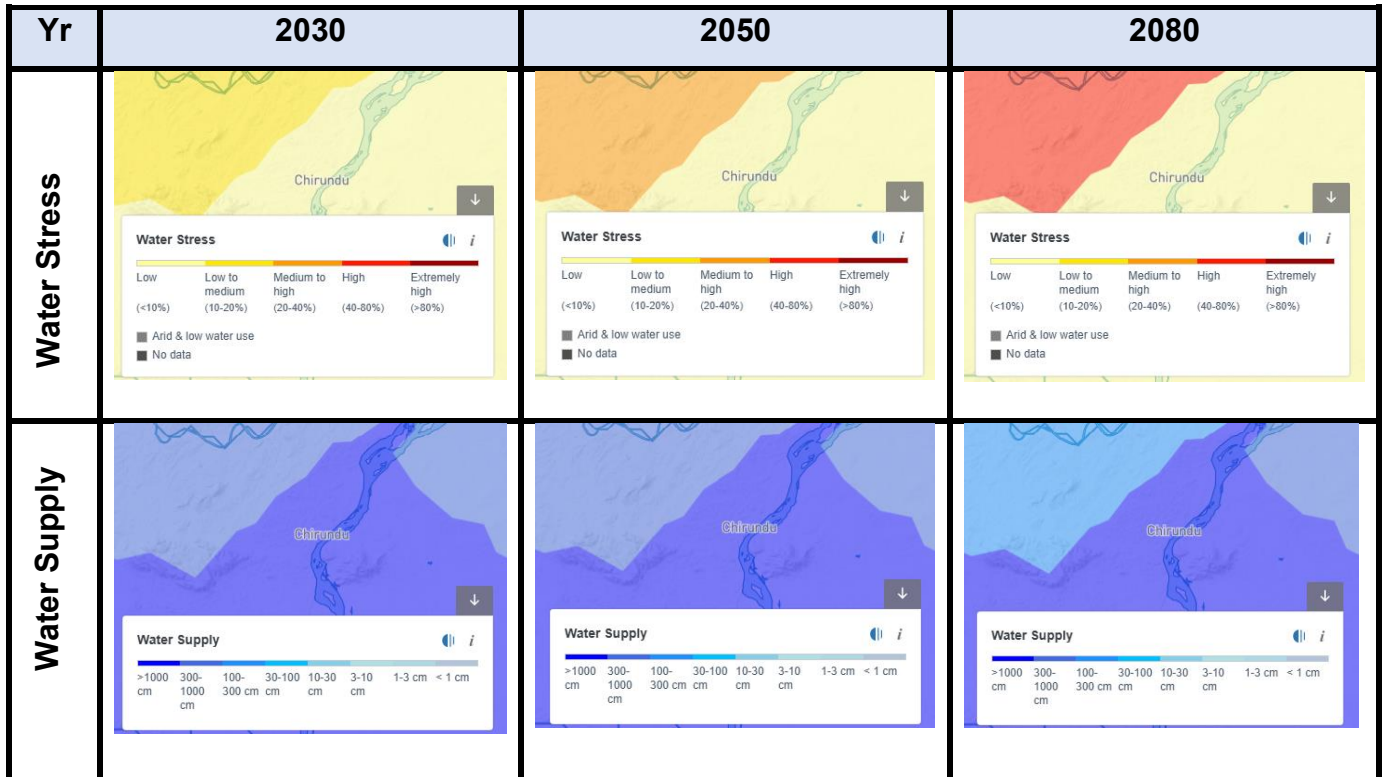 Yr
2030
2050
2080
Water Stress
Chirundu
Water Stress
i
Low
Low to
medium
Medium to
high
High
Extremely
high
(<10%)
(10-20%)
(20-40%)
(40-80%)
(>80%)
Arid & low water use
No data
Chirundu
Water Stress
i
Low
Low to
medium
Medium to
high
High
Extremely
high
(<10%)
(10-20%)
(20-40%)
(40-80%)
(>80%)
Arid & low water use
No data
Chirundu
Water Stress
i
Low
Low to
medium
Medium to
high
High
Extremely
high
(<10%)
(10-20%)
(20-40%)
(40-80%)
(>80%)
Arid & low water use
No data
Water Supply
Chirundu
Water Supply
i
>1000
cm
300-
1000
cm
100-
300 cm
30-100
cm
10-30
cm
3-10
cm
1-3 cm
< 1 cm
Chirundu
Water Supply
i
>1000
cm
300-
1000
cm
100-
300 cm
30-100
cm
10-30
cm
3-10
cm
1-3 cm
< 1 cm
Chirundu
Water Supply
i
>1000
cm
300-
1000
cm
100-
300 cm
30-100
cm
10-30
cm
3-10
cm
1-3 cm
< 1 cm